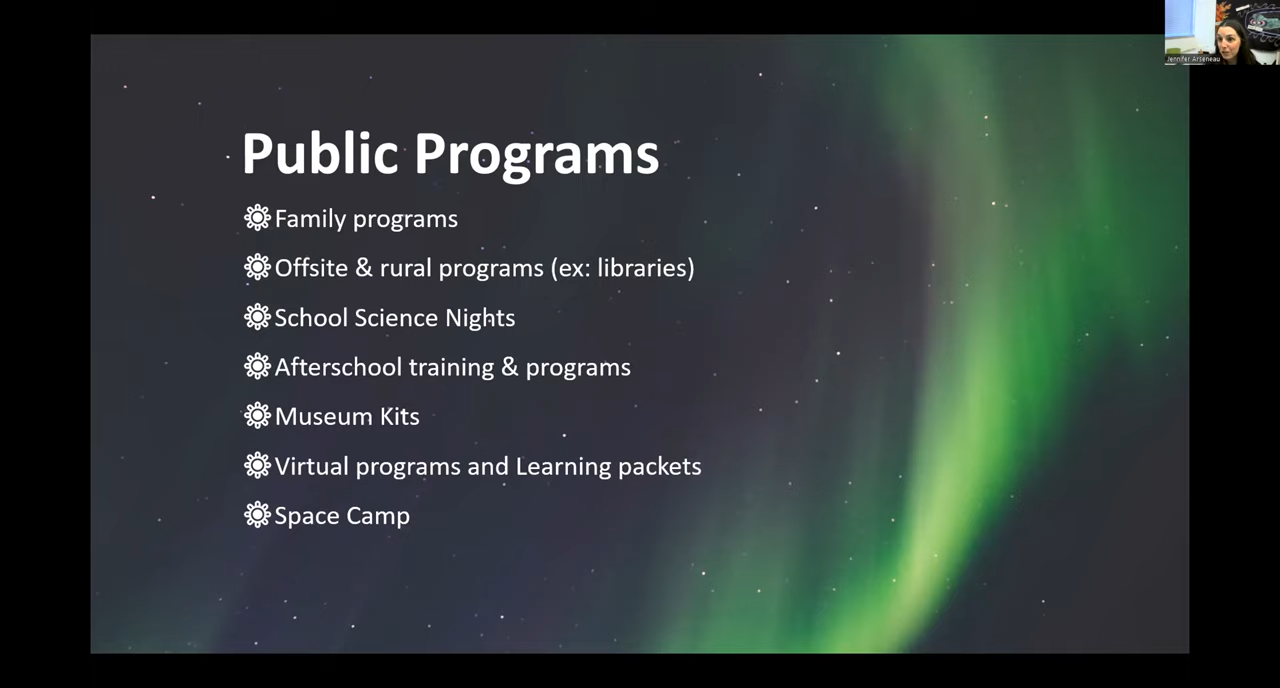 Jennifer Arseneau
Public Programs
Family programs
Offsite & rural programs (ex: libraries)
School Science Nights
Afterschool training & programs
Museum Kits
Virtual programs and Learning packets
Space Camp